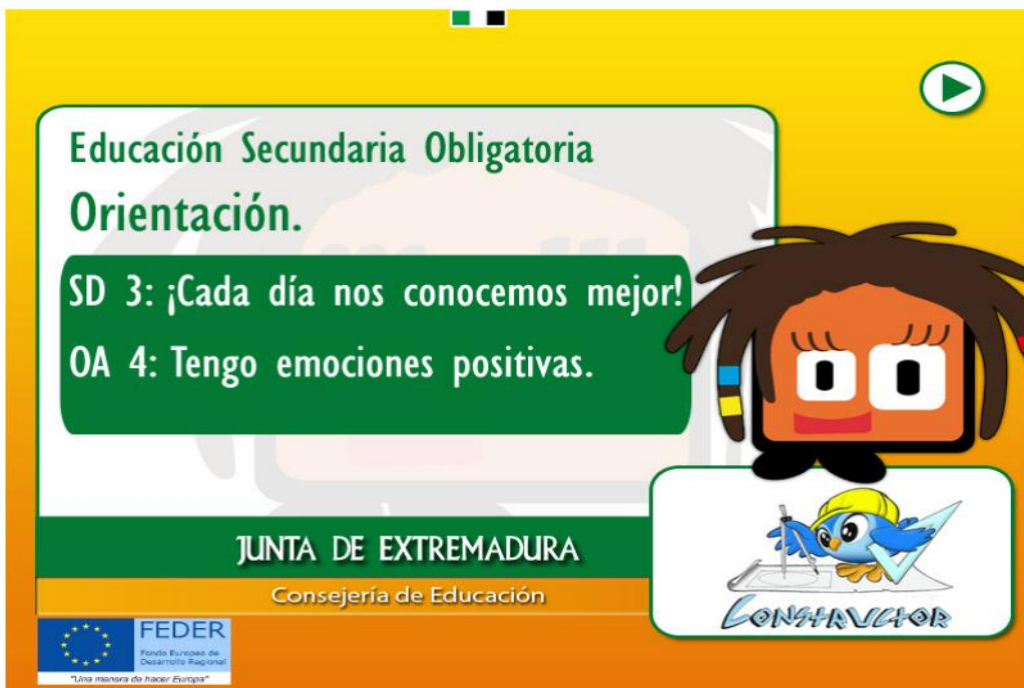 Educación Secundaria Obligatoria
Orientación.
SD 3: ¡Cada día nos conocemos mejor!
OA 4: Tengo emociones positivas.
JUNTA DE EXTREMADURA
Consejería de Educación
CONSTRUCTOR
FEDER
Fondo Europeo de
Desarrollo Regional
"Una manera de hacer Europa"